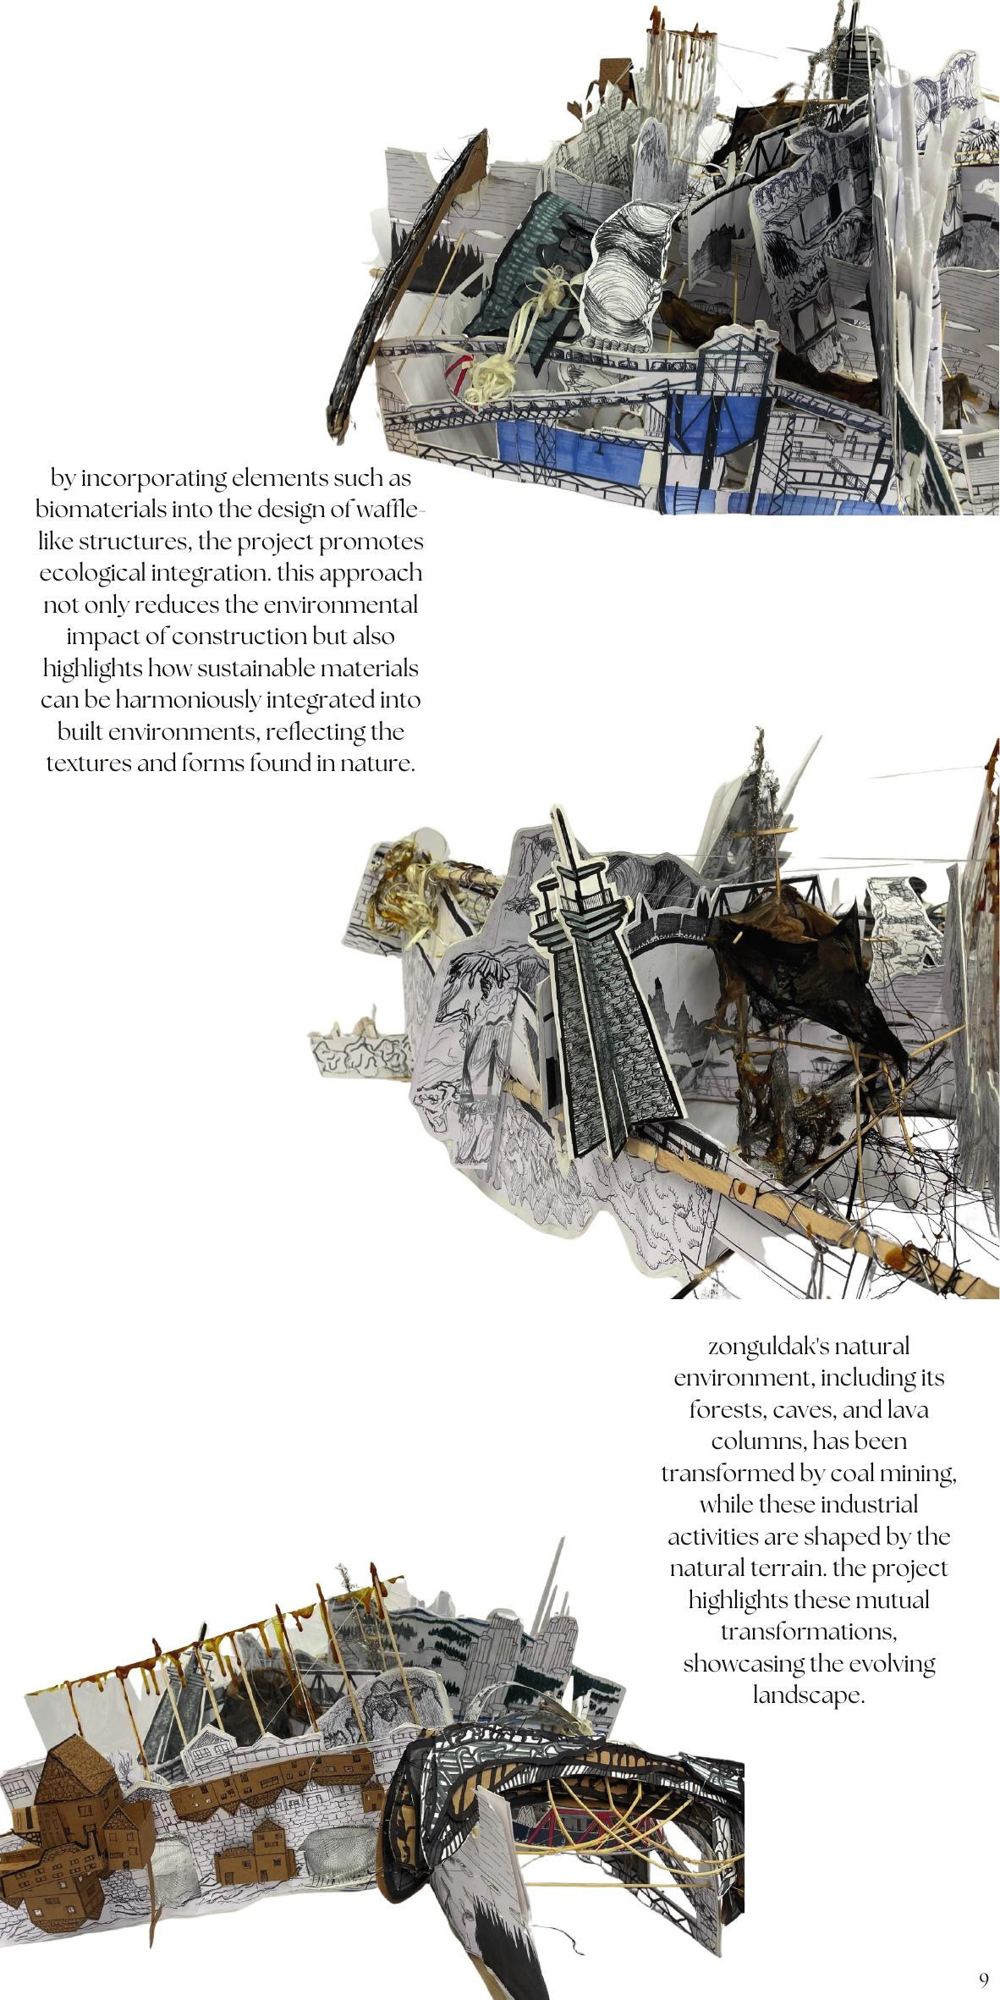 by incorporating elements such as
biomaterials into the design of waffle-
like structures, the project promotes
ecological integration. this approach
not only reduces the environmental
impact of construction but also
highlights how sustainable materials
can be harmoniously integrated into
built environments, reflecting the
textures and forms found in nature.
zonguldak's natural
environment, including its
forests, caves, and lava
columns, has been
transformed by coal mining,
while these industrial
activities are shaped by the
natural terrain. the project
highlights these mutual
transformations,
showcasing the evolving
landscape.
9